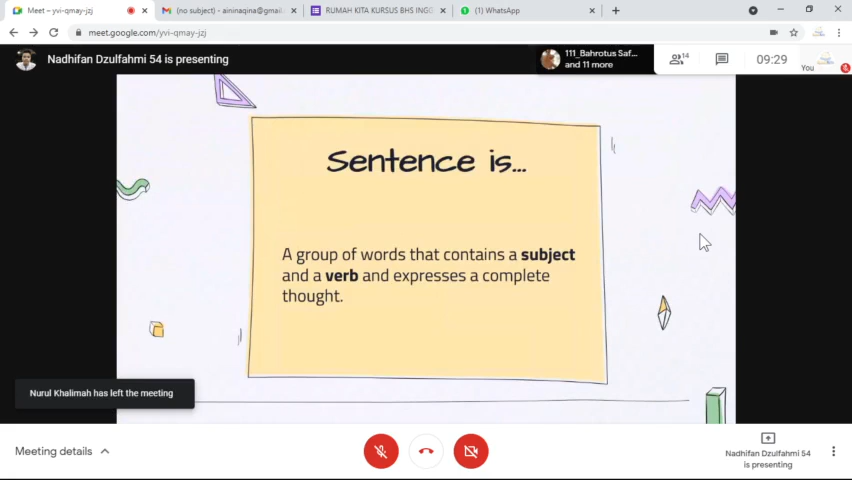 Meet – yvi-qmay-jzj
(no subject) - aininaqina@gmail
RUMAH KITA KURSUS BHS INGG
(1) WhatsApp
meet.google.com/yvi-qmay-jzj
Nadhifan Dzulfahmi 54 is presenting
111_Bahrotus Saf...
and 11 more
14
09:29
You
Sentence is...
A group of words that contains a subject
and a verb and expresses a complete
thought.
Nurul Khalimah has left the meeting
Meeting details
Nadhifan Dzulfahmi 54
is presenting